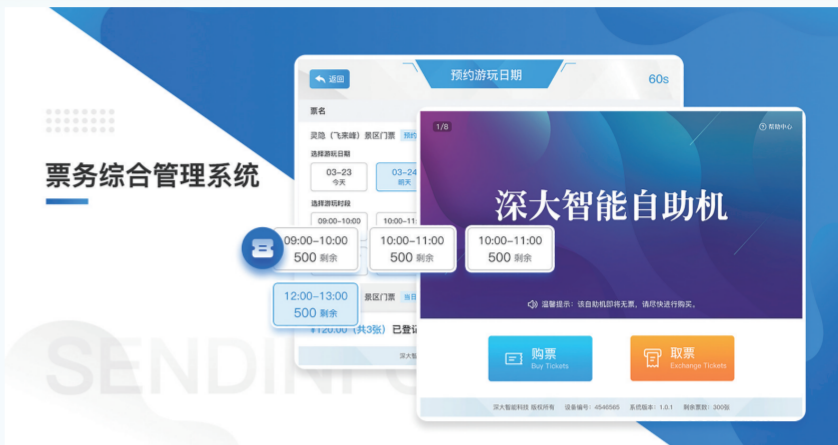 票务综合管理系统
返回
预约游玩日期
60s
票名
灵隐（飞来峰）景区门票
选择游玩日期
03-23
今天
03-24
明天
选择游玩时段
09:00-10:00
09:00-10:00
500 剩余
10:00-11:00
500 剩余
10:00-11:00
500 剩余
12:00-13:00
500 剩余
景区门票
¥120.00（共3张）已登记
1/6
帮助中心
深大智能自助机
温馨提示：该自助机即将无票，请尽快进行购买。
购票
Buy Tickets
取票
Exchange Tickets
深大智能科技 版权所有 设备编号：4546565 系统版本：1.0.1 剩余票数：300张